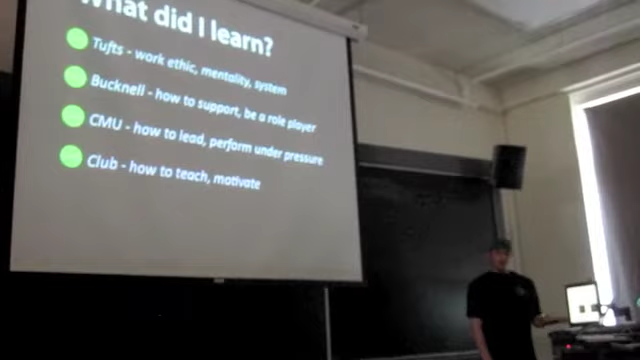 What did I learn?
Tufts - work ethic, mentality, system
Bucknell - how to support, be a role player
CMU - how to lead, perform under pressure
Club - how to teach, motivate